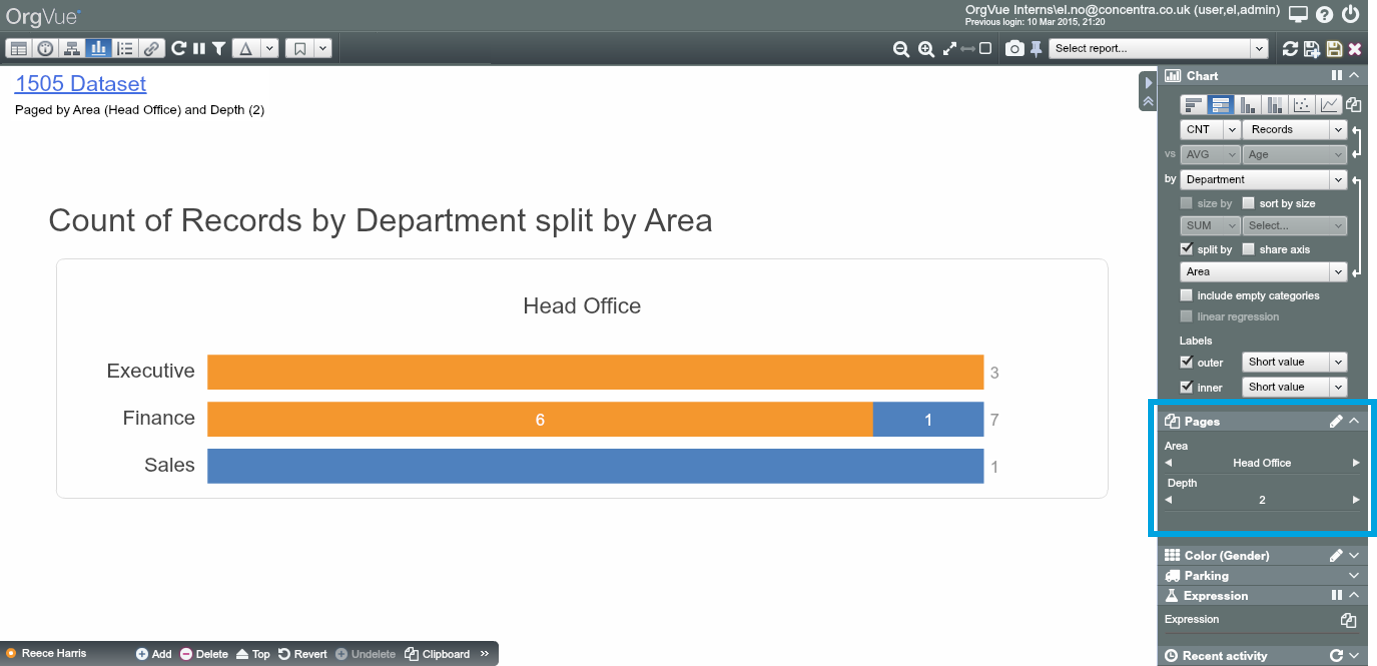 OrgVue
OrgVue Interns\el.no@concentra.co.uk (user,el,admin)
Previous login: 10 Mar 2015, 21:20
Select report...
1505 Dataset
Paged by Area (Head Office) and Depth (2)
Count of Records by Department split by Area
Head Office
Executive 3
Finance 6 1 7
Sales 1
Chart
CNT Records
vs AVG Age
by Department
size by sort by size
SUM Select...
split by share axis
Area
include empty categories
linear regression
Labels
outer Short value
inner Short value
Pages
Area
Head Office
Depth
2
Color (Gender)
Parking
Expression
Expression
Recent activity
Reece Harris Add Delete Top Revert Undelete Clipboard »